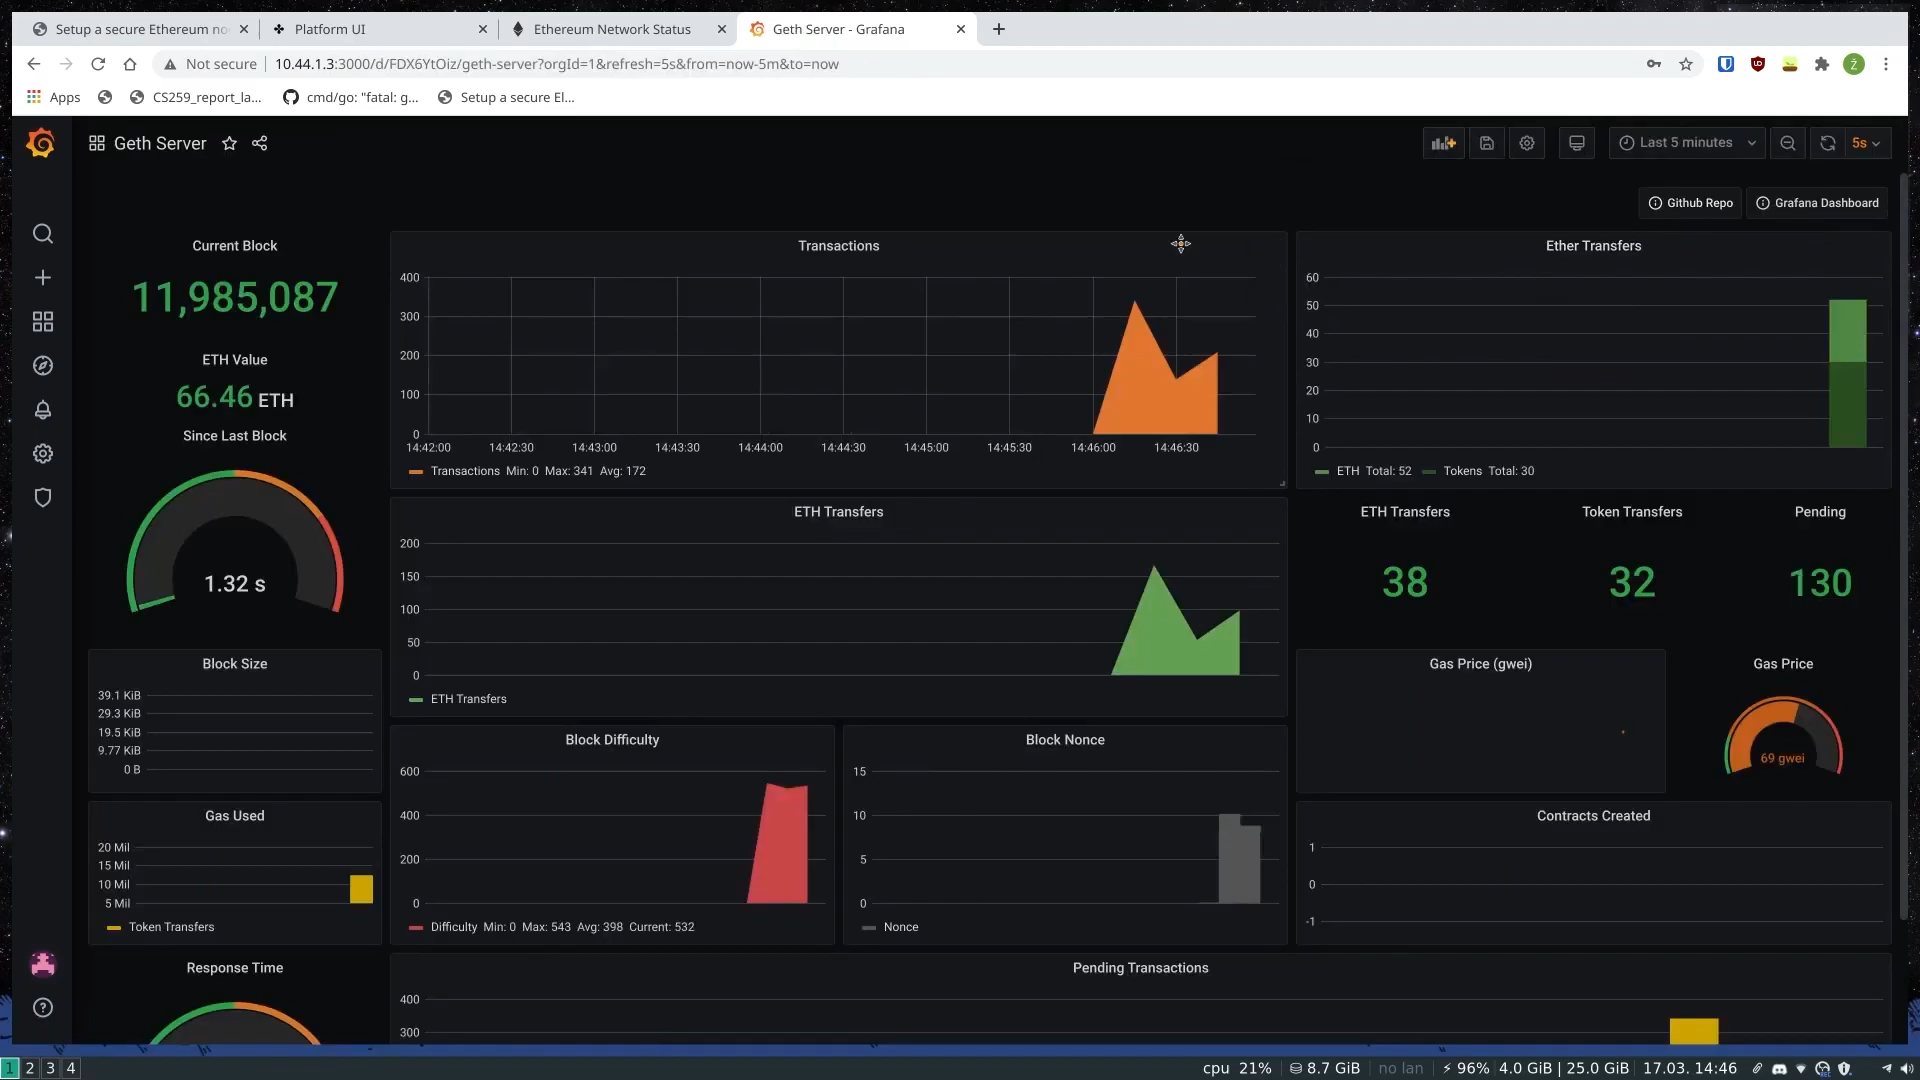 Setup a secure Ethereum no
Platform UI
Ethereum Network Status
Geth Server - Grafana
Not secure
10.44.1.3:3000/d/FDX6YtOiz/geth-server?orgId=1&refresh=5s&from=now-5m&to=now
Ž
Apps
CS259_report_la...
cmd/go: "fatal: g...
Setup a secure El...
Geth Server
Last 5 minutes
5s
Github Repo
Grafana Dashboard
Current Block
11,985,087
ETH Value
66.46 ETH
Since Last Block
1.32 s
Transactions
400
300
200
100
0
14:42:00 14:42:30 14:43:00 14:43:30 14:44:00 14:44:30 14:45:00 14:45:30 14:46:00 14:46:30
Transactions Min: 0 Max: 341 Avg: 172
Ether Transfers
60
50
40
30
20
10
0
ETH Total: 52 Tokens Total: 30
ETH Transfers
200
150
100
50
0
ETH Transfers
ETH Transfers
38
Token Transfers
32
Pending
130
Block Size
39.1 KiB
29.3 KiB
19.5 KiB
9.77 KiB
0 B
Gas Price (gwei)
Gas Price
69 gwei
Block Difficulty
600
400
200
0
Difficulty Min: 0 Max: 543 Avg: 398 Current: 532
Block Nonce
15
10
5
0
Nonce
Gas Used
20 Mil
15 Mil
10 Mil
5 Mil
Token Transfers
Contracts Created
1
0
-1
Response Time
Pending Transactions
400
300
1 2 3 4
cpu 21%
8.7 GiB
no lan
96%
4.0 GiB | 25.0 GiB
17.03. 14:46